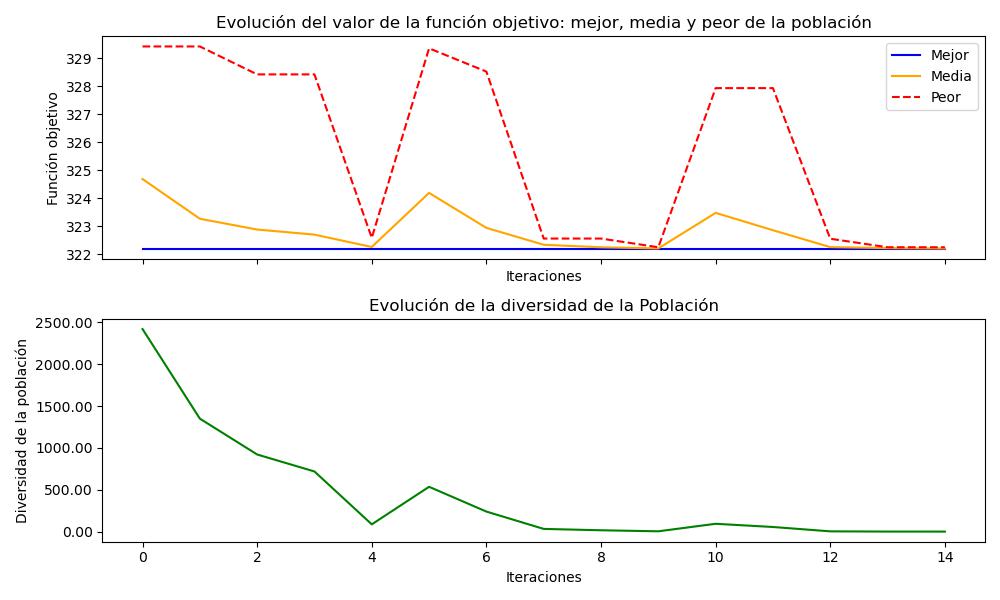 Evolución del valor de la función objetivo: mejor, media y peor de la población
Función objetivo
329
328
327
326
325
324
323
322
Mejor
Media
Peor
Iteraciones
Evolución de la diversidad de la Población
Diversidad de la población
2500.00
2000.00
1500.00
1000.00
500.00
0.00
0 2 4 6 8 10 12 14
Iteraciones